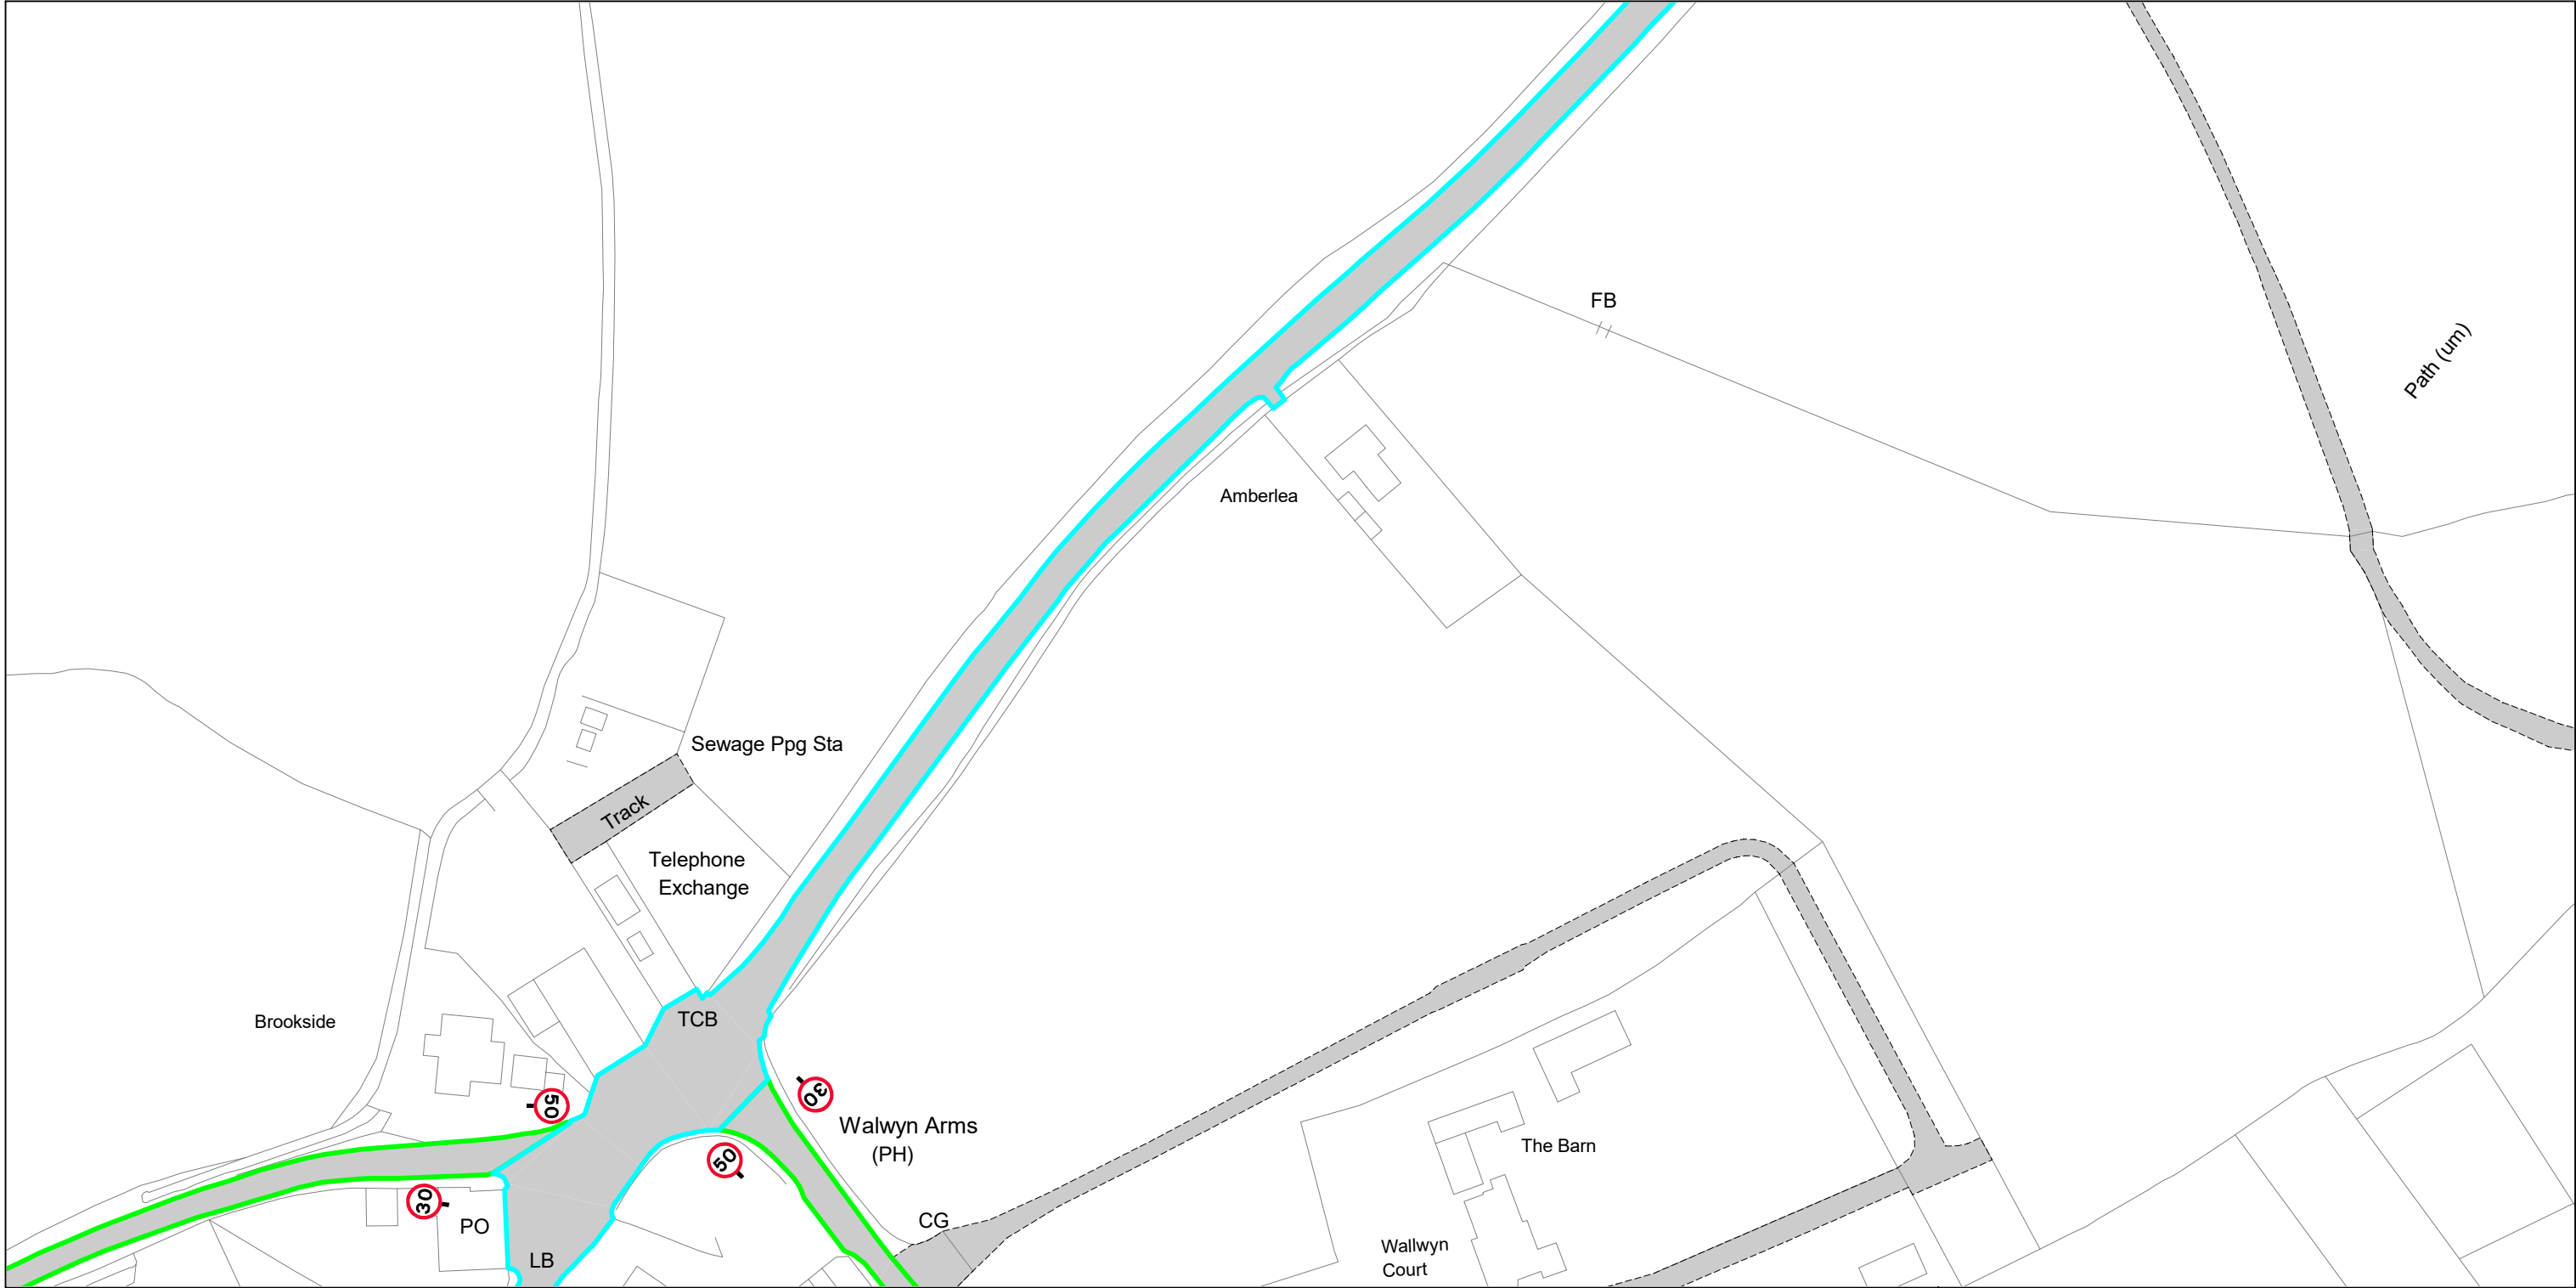 FB
Path (um)
Amberlea
Sewage Ppg Sta
Track
Telephone
Exchange
TCB
Brookside
50
30
Walwyn Arms
(PH)
50
30
PO
LB
CG
The Barn
Wallwyn
Court